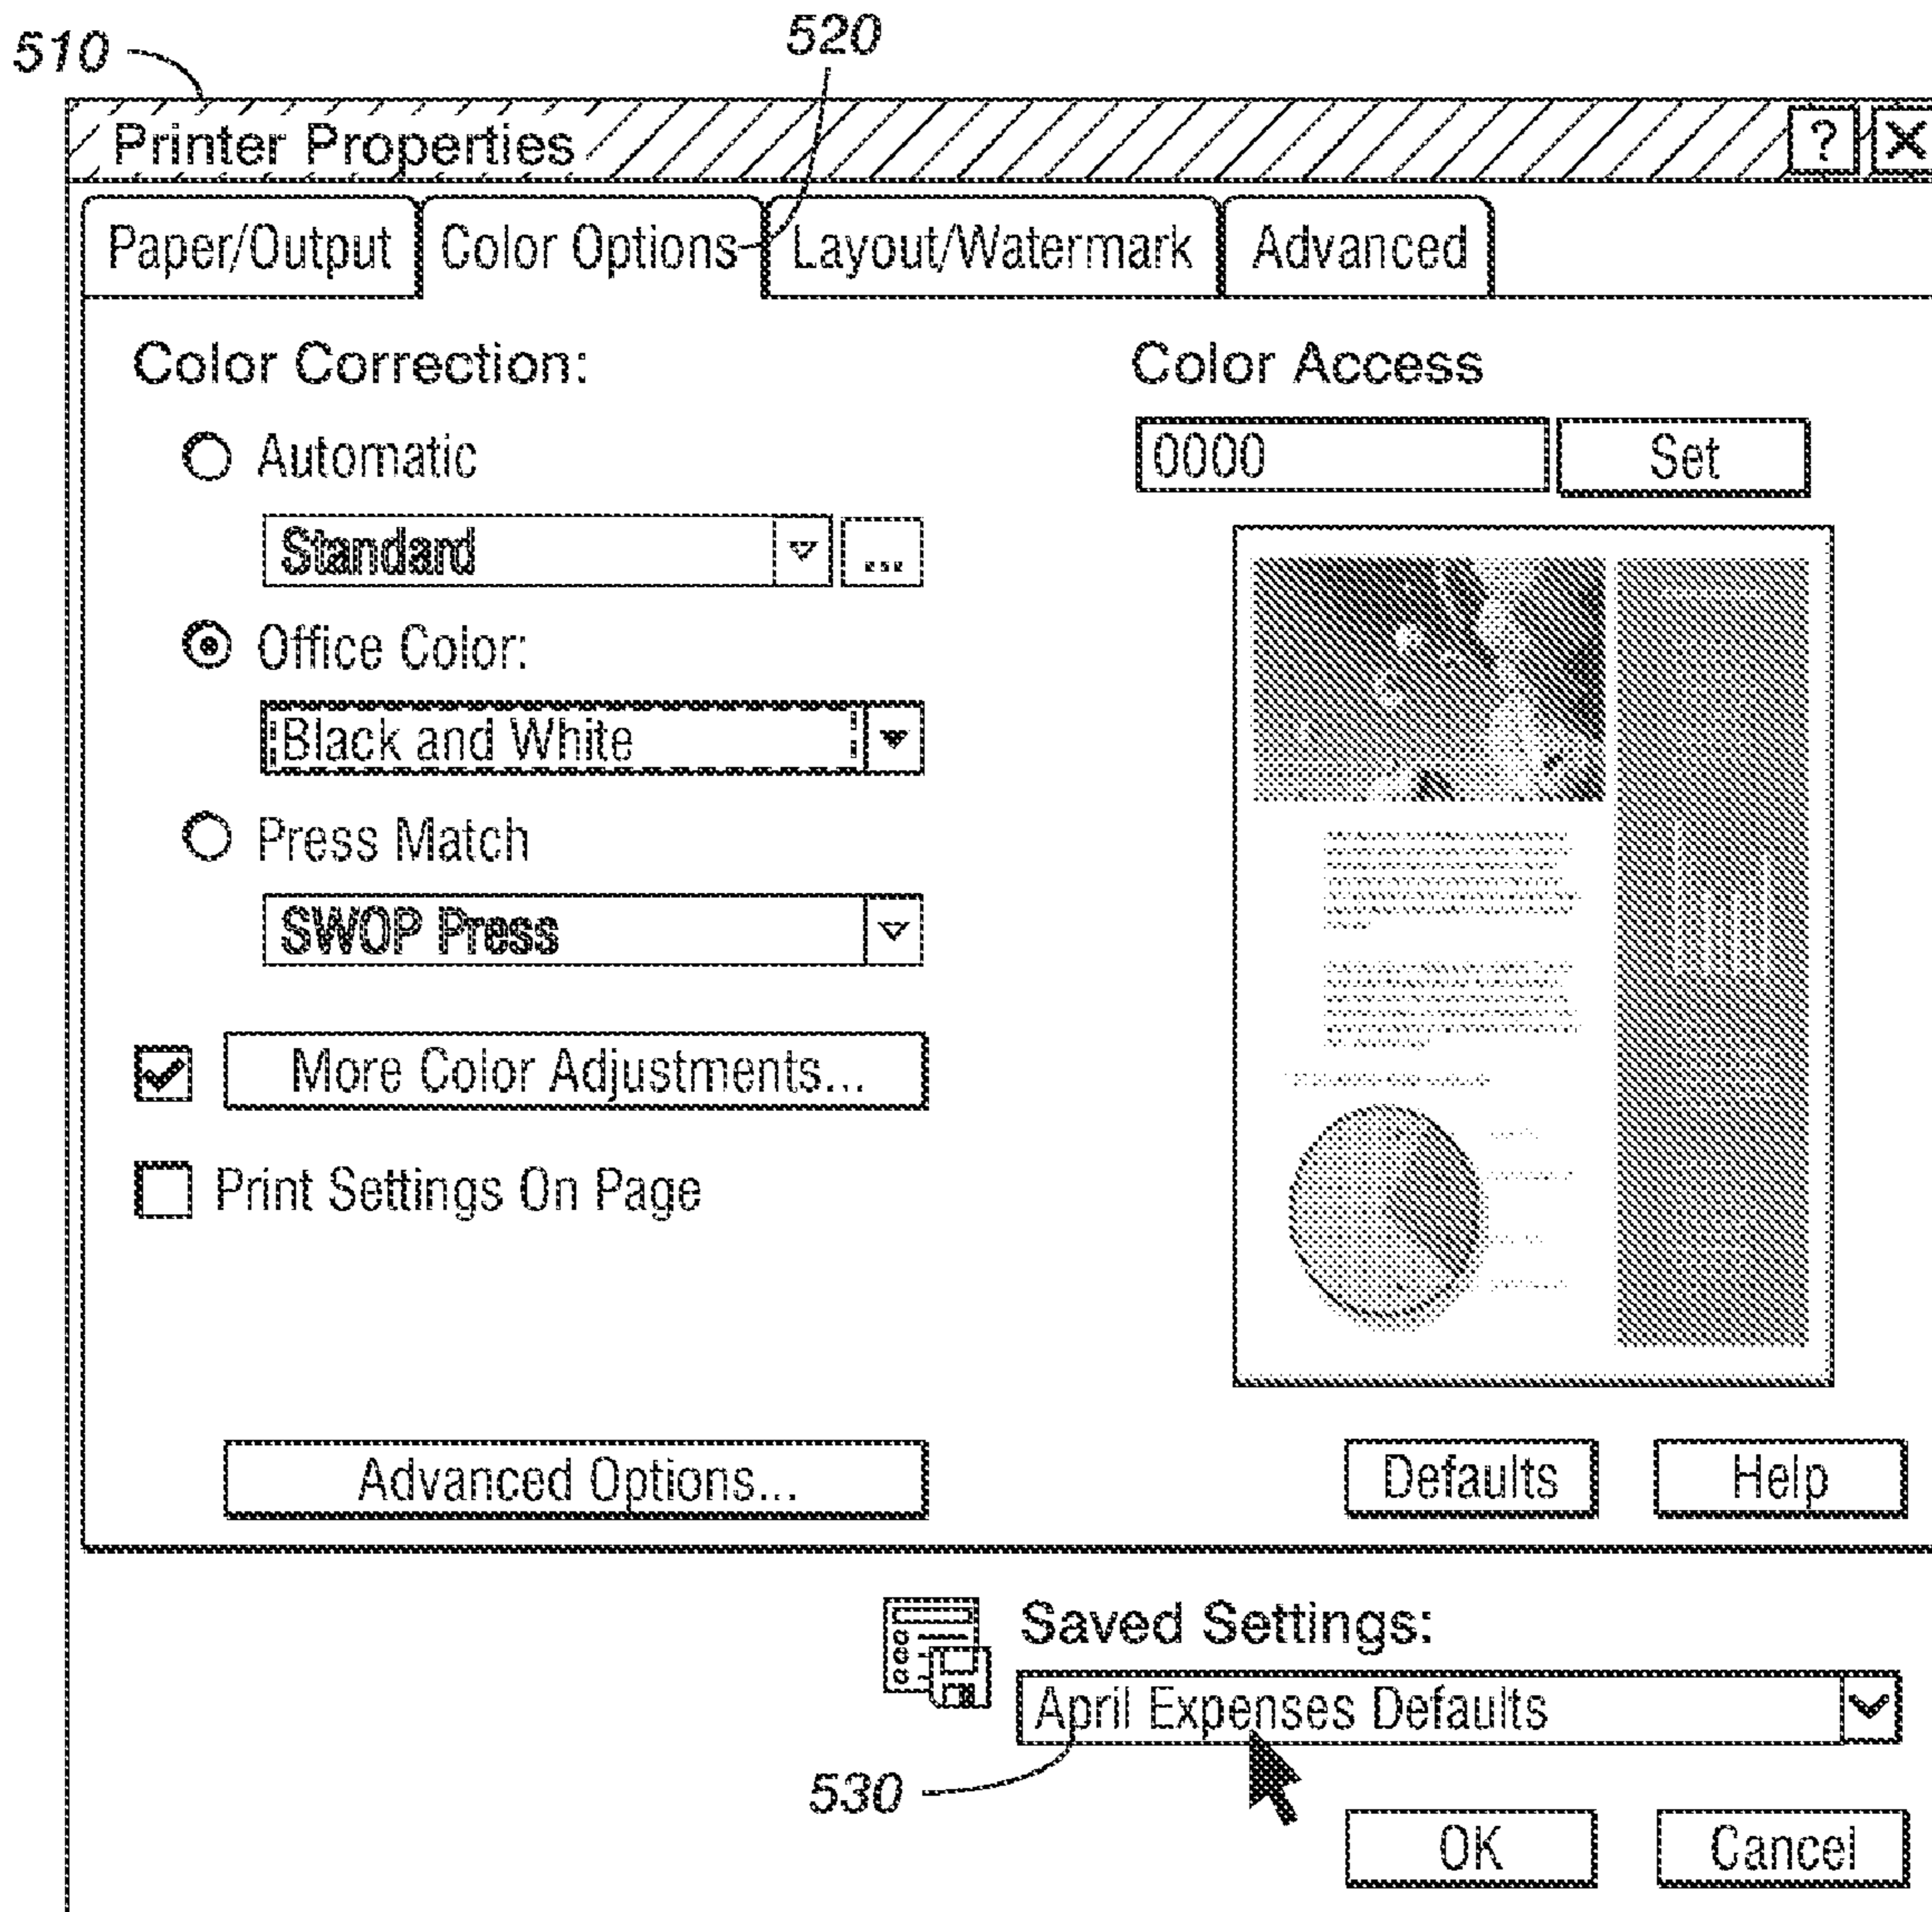 510
520
Printer Properties ? X
Paper/Output Color Options Layout/Watermark Advanced
Color Correction:
Color Access
Automatic
0000 Set
Standard ...
Office Color:
Black and White
Press Match
SWOP Press
More Color Adjustments...
Print Settings On Page
Advanced Options... Defaults Help
Saved Settings:
April Expenses Defaults
530
OK Cancel